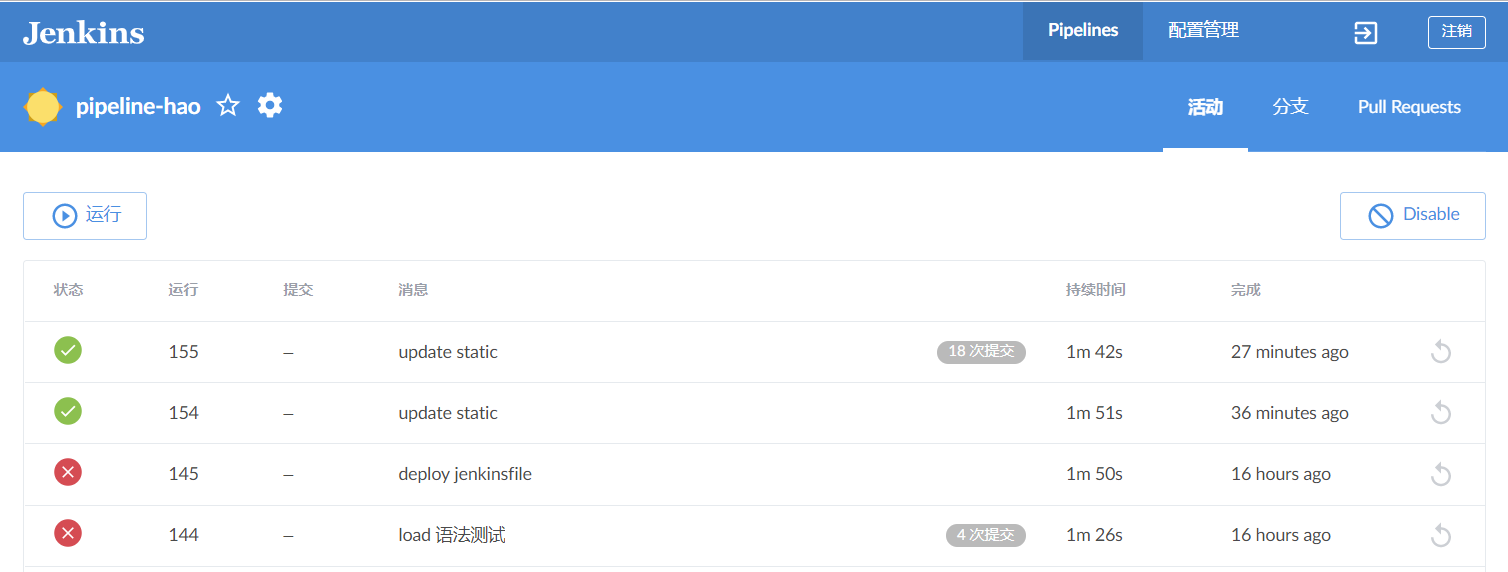 Jenkins Pipelines 配置管理 注销
pipeline-hao 活动 分支 Pull Requests
运行 Disable
状态 运行 提交 消息 持续时间 完成
155 – update static 18 次提交 1m 42s 27 minutes ago
154 – update static 1m 51s 36 minutes ago
145 – deploy jenkinsfile 1m 50s 16 hours ago
144 – load 语法测试 4 次提交 1m 26s 16 hours ago